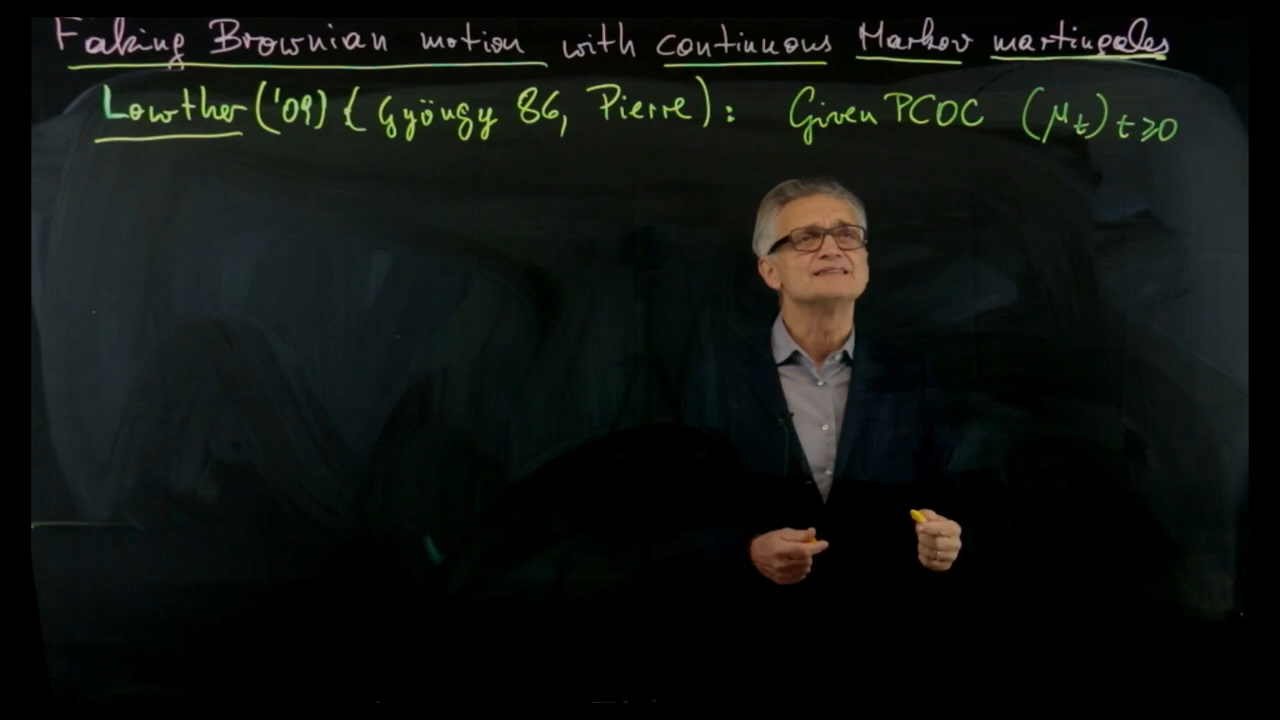 Faking Brownian motion with continuous Markov martingales
Lowther ('09) { Gyöngy 86, Pierre ) : Given PCOC (μt)t≥0